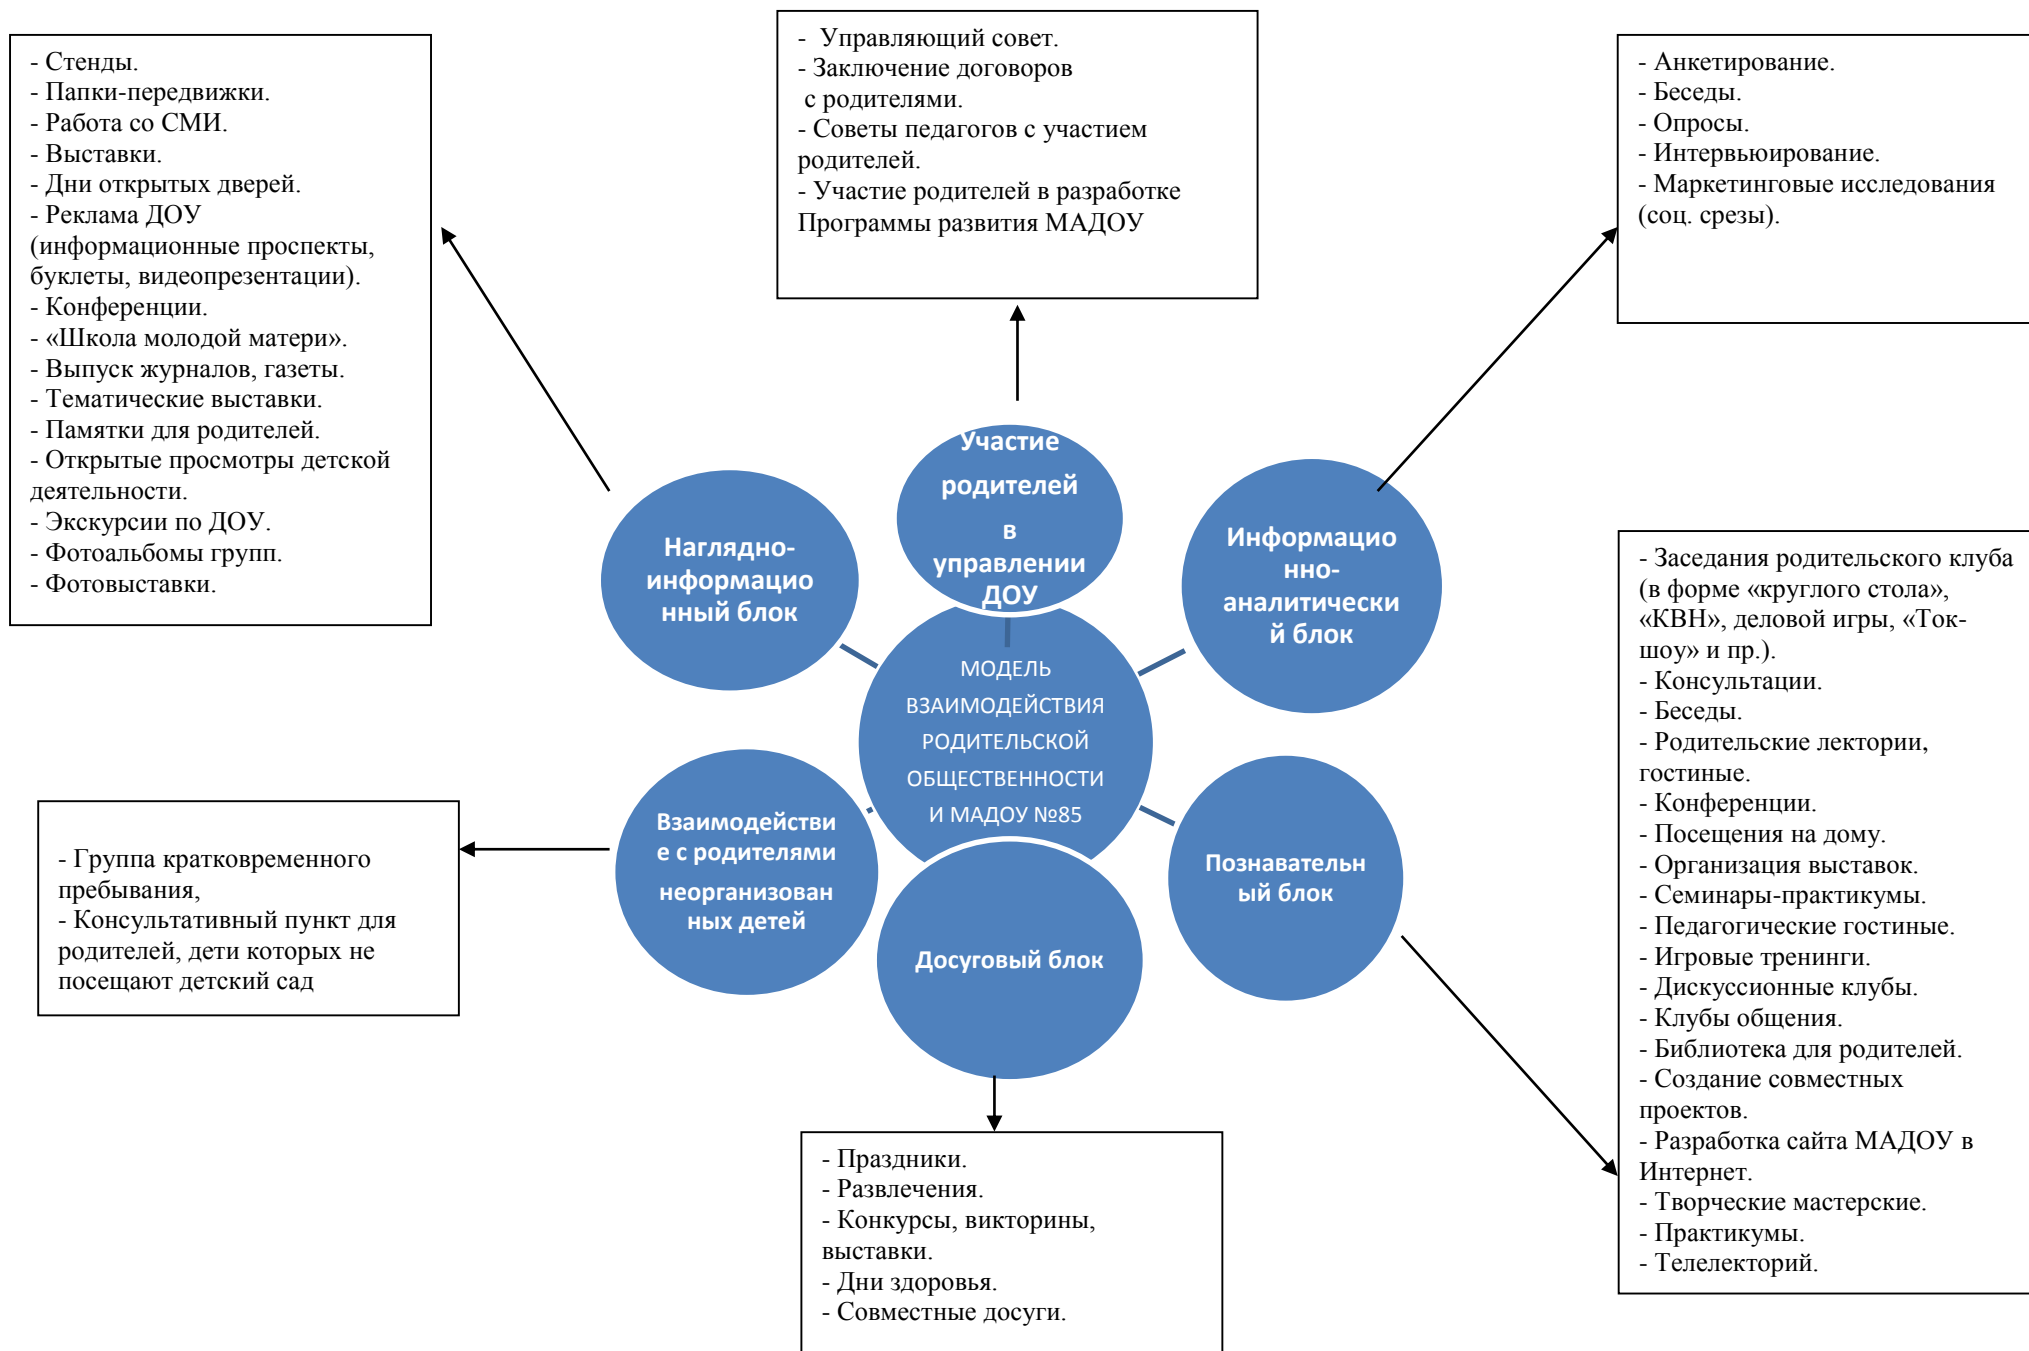 - Стенды.
- Папки-передвижки.
- Работа со СМИ.
- Выставки.
- Дни открытых дверей.
- Реклама ДОУ
(информационные проспекты,
буклеты, видеопрезентации).
- Конференции.
- «Школа молодой матери».
- Выпуск журналов, газеты.
- Тематические выставки.
- Памятки для родителей.
- Открытые просмотры детской
деятельности.
- Экскурсии по ДОУ.
- Фотоальбомы групп.
- Фотовыставки.
- Управляющий совет.
- Заключение договоров
с родителями.
- Советы педагогов с участием
родителей.
- Участие родителей в разработке
Программы развития МАДОУ
- Анкетирование.
- Беседы.
- Опросы.
- Интервьюирование.
- Маркетинговые исследования
(соц. срезы).
Наглядно-
информацио
нный блок
Участие
родителей
в
управлении
ДОУ
Информацио
нно-
аналитически
й блок
МОДЕЛЬ
ВЗАИМОДЕЙСТВИЯ
РОДИТЕЛЬСКОЙ
ОБЩЕСТВЕННОСТИ
И МАДОУ №85
Взаимодействи
е с родителями
неорганизован
ных детей
Досуговый блок
Познавательн
ый блок
- Группа кратковременного
пребывания,
- Консультативный пункт для
родителей, дети которых не
посещают детский сад
- Праздники.
- Развлечения.
- Конкурсы, викторины,
выставки.
- Дни здоровья.
- Совместные досуги.
- Заседания родительского клуба
(в форме «круглого стола»,
«КВН», деловой игры, «Ток-
шоу» и пр.).
- Консультации.
- Беседы.
- Родительские лектории,
гостиные.
- Конференции.
- Посещения на дому.
- Организация выставок.
- Семинары-практикумы.
- Педагогические гостиные.
- Игровые тренинги.
- Дискуссионные клубы.
- Клубы общения.
- Библиотека для родителей.
- Создание совместных
проектов.
- Разработка сайта МАДОУ в
Интернет.
- Творческие мастерские.
- Практикумы.
- Телелекторий.